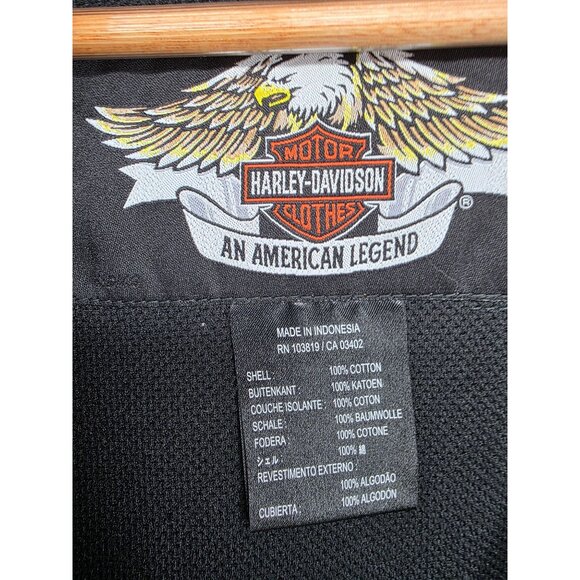 MOTOR
HARLEY-DAVIDSON
CLOTHES
®
AN AMERICAN LEGEND
MADE IN INDONESIA
RN 103819 / CA 03402
SHELL : 100% COTTON
BUITENKANT : 100% KATOEN
COUCHE ISOLANTE : 100% COTON
SCHALE : 100% BAUMWOLLE
FODERA : 100% COTONE
シェル : 100% 綿
REVESTIMENTO EXTERNO :
100% ALGODÃO
CUBIERTA : 100% ALGODÓN